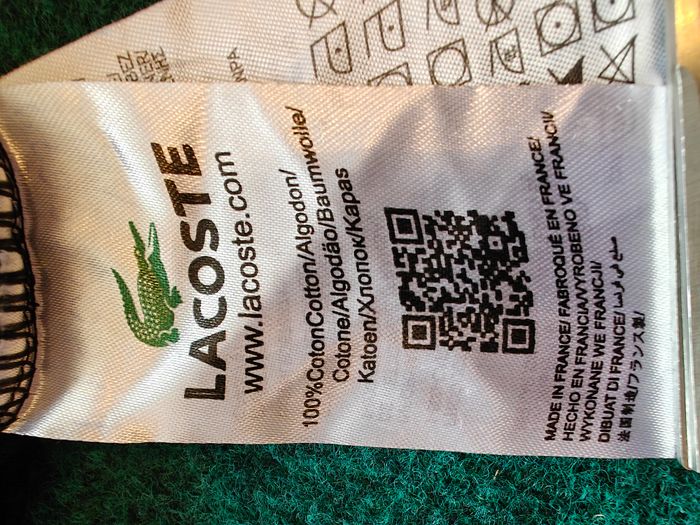 LACOSTE
www.lacoste.com
100%CotonCotton/Algodon/
Cotone/Algodäo/Baumwolle/
Katoen/Хлопок/Kapas
MADE IN FRANCE/ FABROQUÉ EN FRANCE/
HECHO EN FRANCIA/VYROBENO VE FRANCII/
WYKONANE WE FRANCJI/
DIBUAT DI FRANCE/ صنع في فرنسا/
法国制造/フランス製/